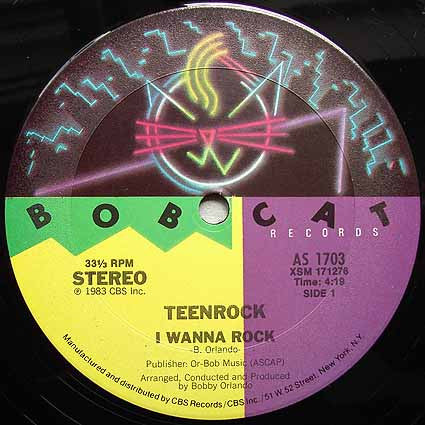 BOBCAT
RECORDS
33⅓ RPM
STEREO
℗ 1983 CBS Inc.
AS 1703
XSM 171276
Time: 4:19
SIDE 1
TEENROCK
I WANNA ROCK
-B. Orlando-
Publisher: Or-Bob Music (ASCAP)
Arranged, Conducted and Produced
by Bobby Orlando
Manufactured and distributed by CBS Records/CBS Inc./51 W. 52 Street, New York, N.Y.